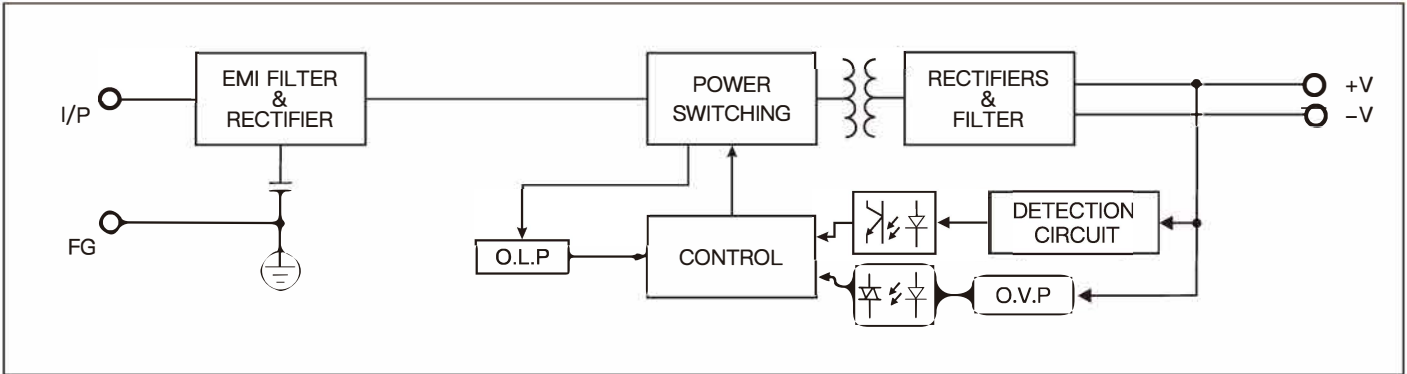 EMI FILTER
&
RECTIFIER
I/P
POWER
SWITCHING
RECTIFIERS
&
FILTER
+V
−V
FG
O.L.P
CONTROL
DETECTION
CIRCUIT
O.V.P